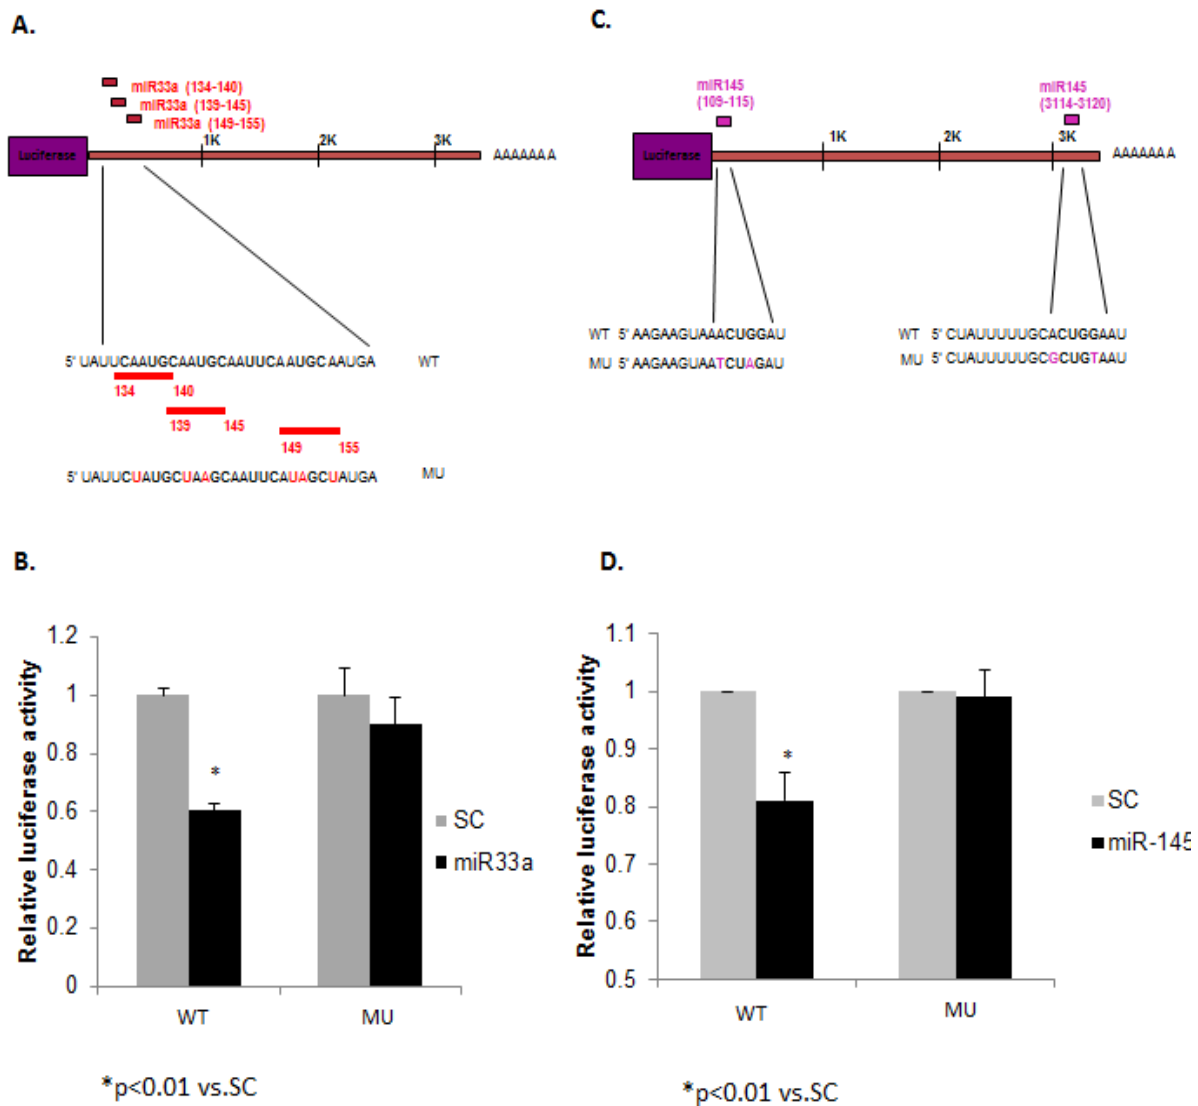 A.
miR33a (134-140)
miR33a (139-145)
miR33a (149-155)
Luciferase
1K
2K
3K
AAAAAAA
5' UAUUCAAUGCAAUGCAAUUCAAUGCAAUGA
WT
134
140
139
145
149
155
5' UAUUCUAUGCUAAGCAAUUCAUAGCUAUGA
MU
C.
miR145
(109-115)
miR145
(3114-3120)
Luciferase
1K
2K
3K
AAAAAAA
WT 5' AAGAAGUAAACUGGAU
MU 5' AAGAAGUAATCUAGAU
WT 5' CUAUUUUUGCACUGGAAU
MU 5' CUAUUUUUGCGCUGTAAU
B.
Relative luciferase activity
1.2
1
0.8
0.6
0.4
0.2
0
*
WT
MU
SC
miR33a
*p<0.01 vs.SC
D.
Relative luciferase activity
1.1
1
0.9
0.8
0.7
0.6
0.5
*
WT
MU
SC
miR-145
*p<0.01 vs.SC